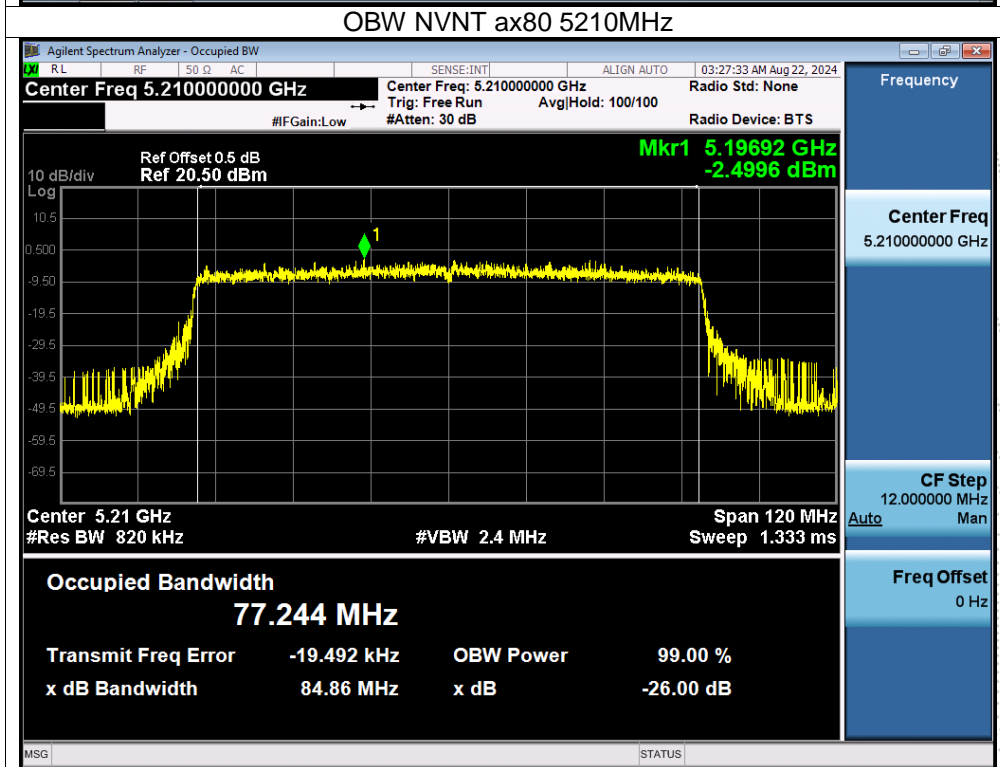 OBW NVNT ax80 5210MHz
Agilent Spectrum Analyzer - Occupied BW
LXI RL RF 50 Ω AC SENSE:INT ALIGN AUTO 03:27:33 AM Aug 22, 2024
Center Freq 5.210000000 GHz
Center Freq: 5.210000000 GHz Radio Std: None
Trig: Free Run Avg|Hold: 100/100
#IFGain:Low #Atten: 30 dB Radio Device: BTS
Mkr1 5.19692 GHz
-2.4996 dBm
Ref Offset 0.5 dB
10 dB/div Ref 20.50 dBm
Log
10.5
1
0.500
-9.50
-19.5
-29.5
-39.5
-49.5
-59.5
-69.5
Center 5.21 GHz Span 120 MHz
#Res BW 820 kHz #VBW 2.4 MHz Sweep 1.333 ms
Occupied Bandwidth
77.244 MHz
Transmit Freq Error -19.492 kHz OBW Power 99.00 %
x dB Bandwidth 84.86 MHz x dB -26.00 dB
MSG STATUS
Frequency
Center Freq
5.210000000 GHz
CF Step
12.000000 MHz
Auto Man
Freq Offset
0 Hz